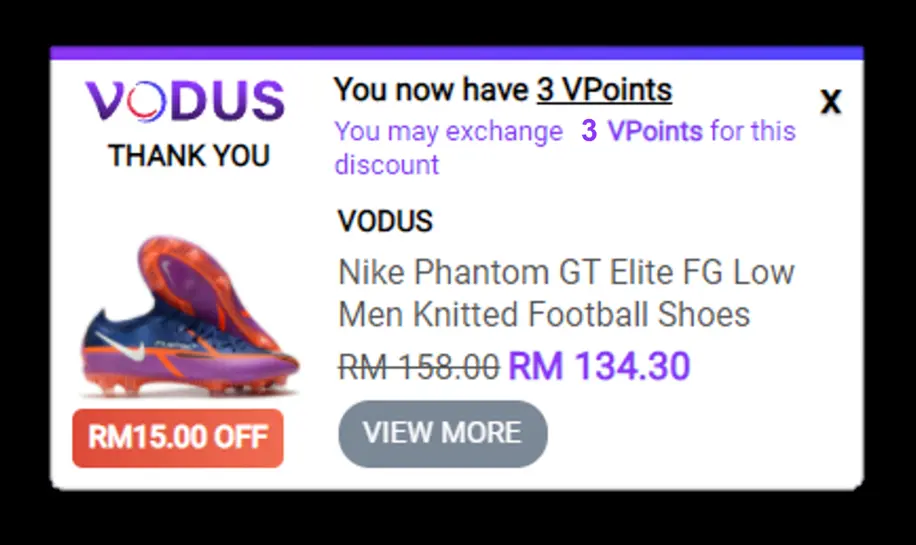 VODUS
THANK YOU
You now have 3 VPoints
X
You may exchange 3 VPoints for this
discount
VODUS
Nike Phantom GT Elite FG Low
Men Knitted Football Shoes
RM 158.00 RM 134.30
RM15.00 OFF
VIEW MORE